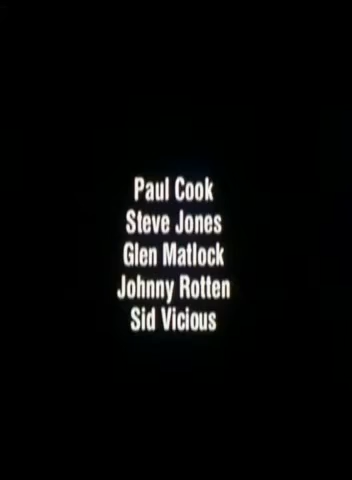 Paul Cook
Steve Jones
Glen Matlock
Johnny Rotten
Sid Vicious